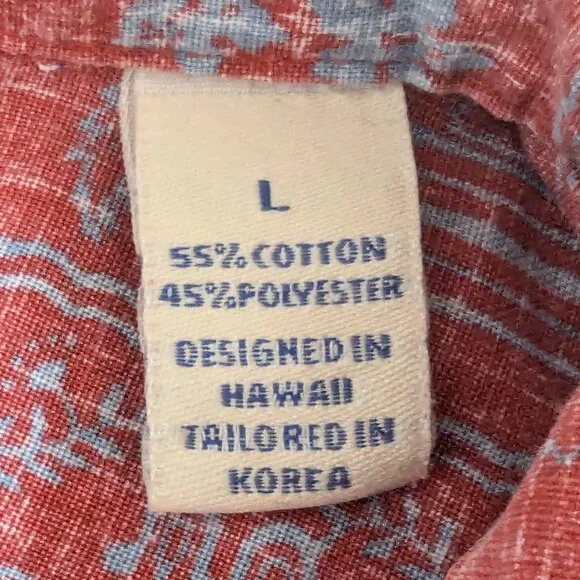 L
55% COTTON
45% POLYESTER
DESIGNED IN
HAWAII
TAILORED IN
KOREA